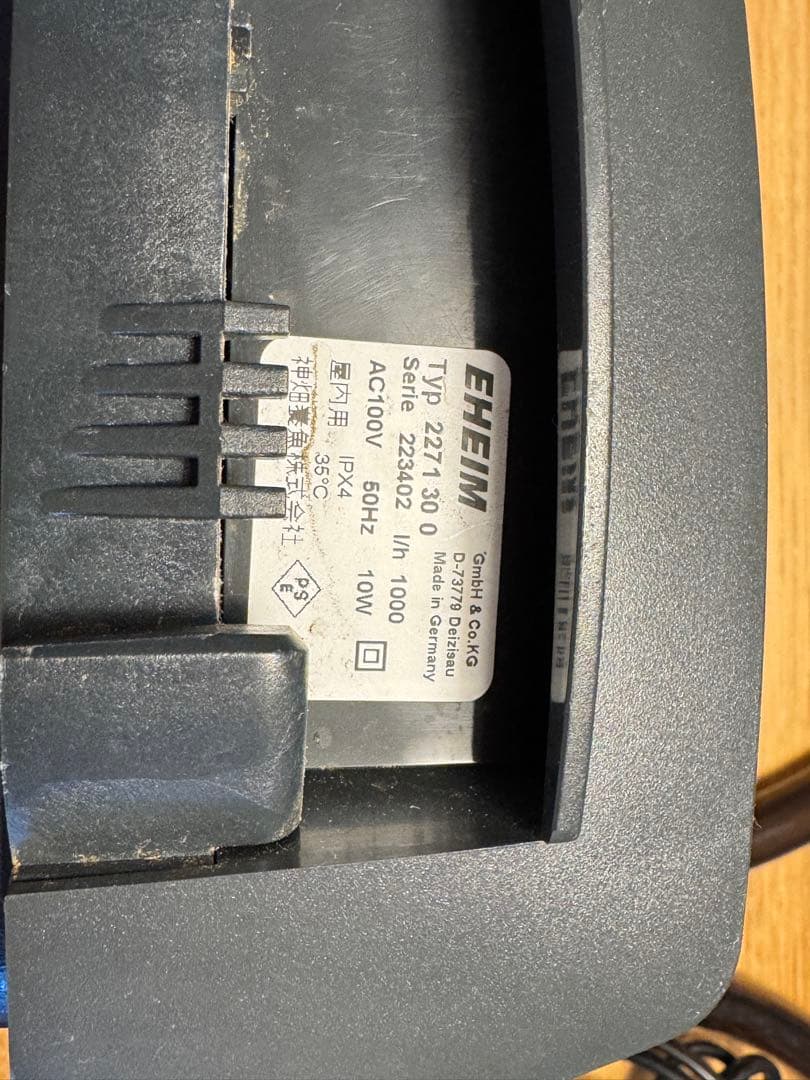 EHEIM
GmbH & Co.KG
D-73779 Deizisau
Made in Germany
Typ 2271 30 0
Serie 223402 l/h 1000
AC100V 50Hz 10W
屋内用 IPX4
35°C
神畑養魚株式会社
PSE